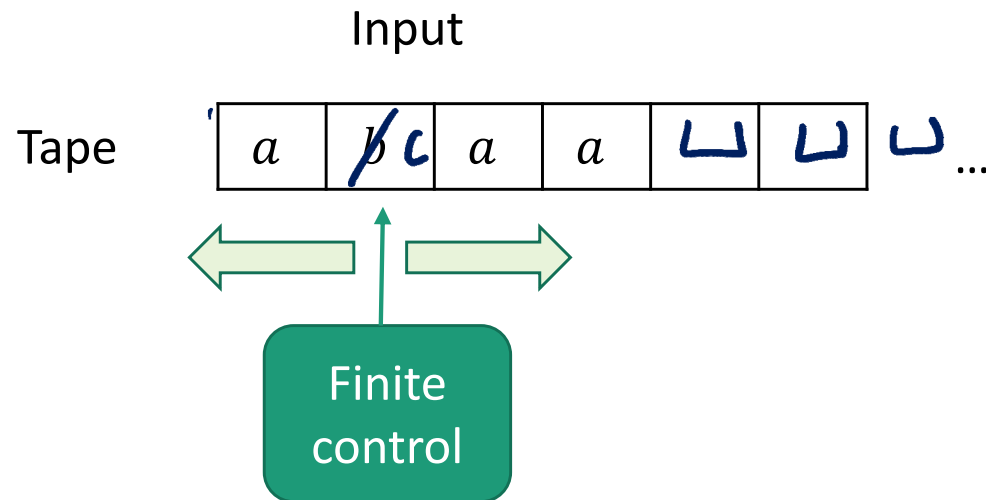 Input
Tape a b c a a ⊔ ⊔ ⊔ ...
Finite
control